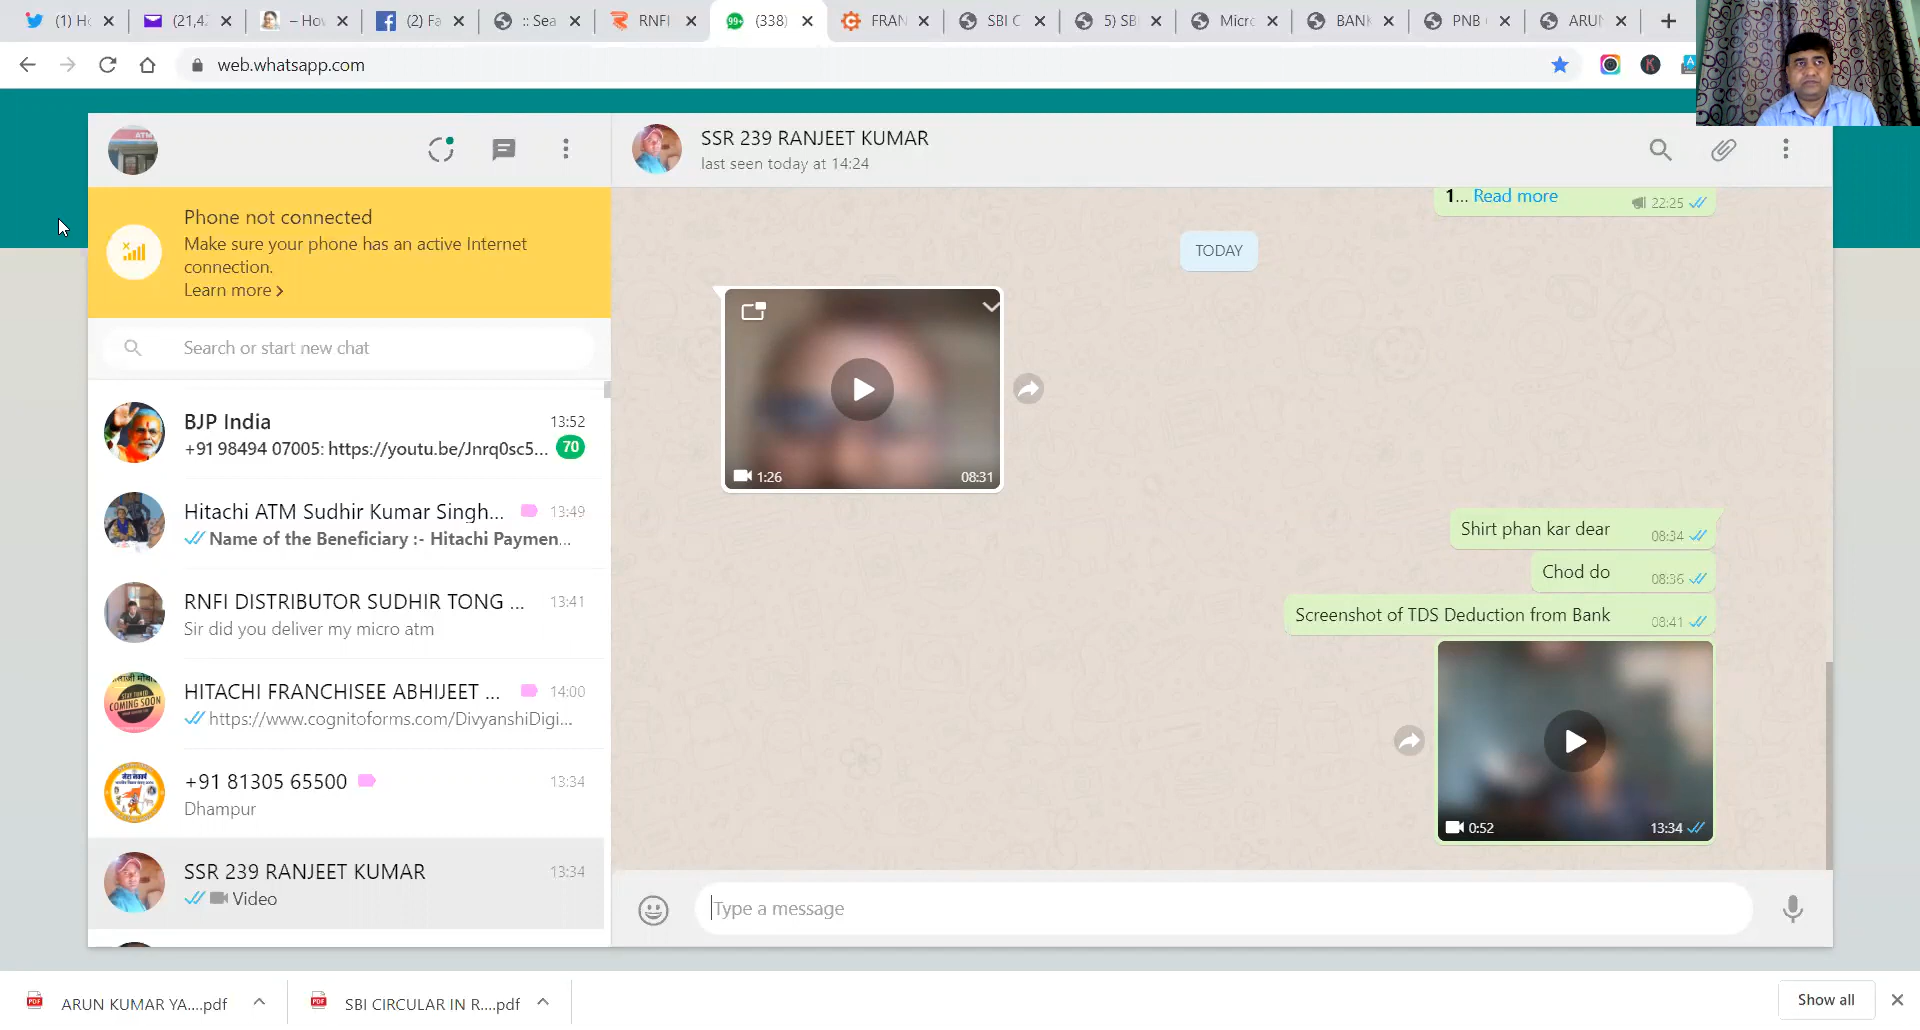 (1) Ho
(21,4
– Ho
(2) Fa
:: Sea
RNFI
99+
(338)
FRAN
SBI C
5) SB
Micro
BANK
PNB
ARUN
web.whatsapp.com
SSR 239 RANJEET KUMAR
last seen today at 14:24
Phone not connected
Make sure your phone has an active Internet
connection.
Learn more >
Search or start new chat
BJP India 13:52
+91 98494 07005: https://youtu.be/Jnrq0sc5... 70
Hitachi ATM Sudhir Kumar Singh... 13:49
Name of the Beneficiary :- Hitachi Paymen...
RNFI DISTRIBUTOR SUDHIR TONG ... 13:41
Sir did you deliver my micro atm
COMING SOON
HITACHI FRANCHISEE ABHIJEET ... 14:00
https://www.cognitoforms.com/DivyanshiDigi...
+91 81305 65500 13:34
Dhampur
SSR 239 RANJEET KUMAR 13:34
Video
1... Read more 22:25
TODAY
1:26 08:31
Shirt phan kar dear 08:34
Chod do 08:36
Screenshot of TDS Deduction from Bank 08:41
0:52 13:34
Type a message
ARUN KUMAR YA....pdf
SBI CIRCULAR IN R....pdf
Show all